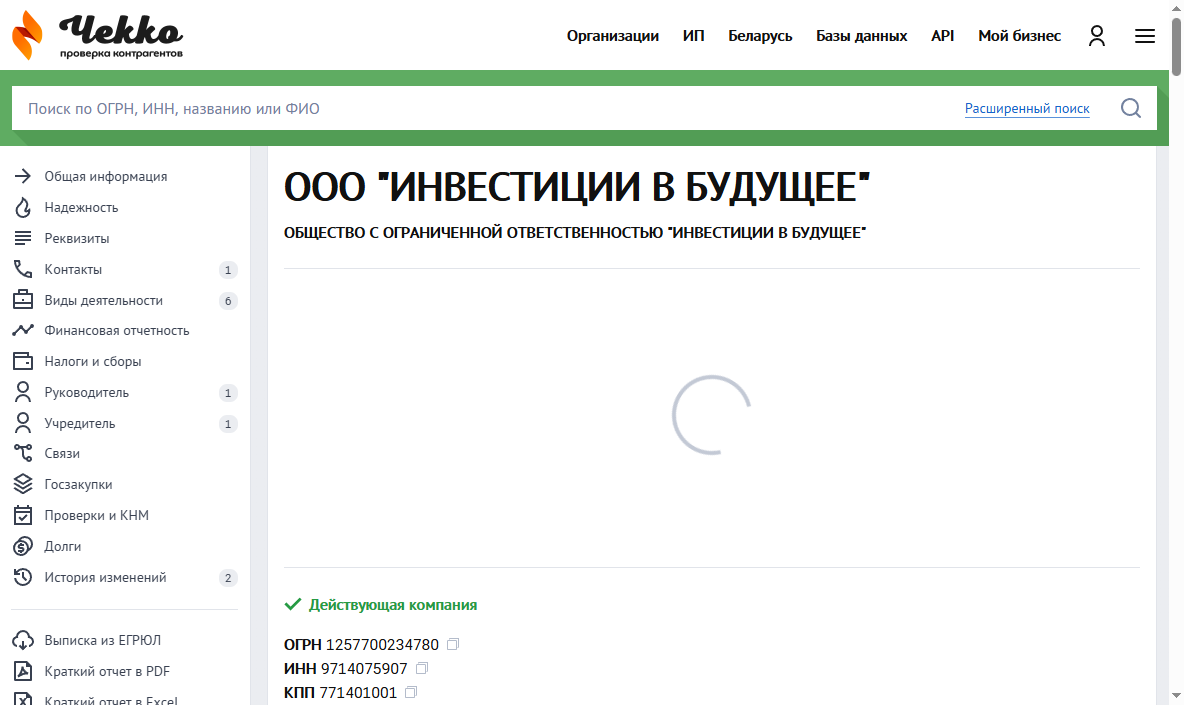 Чекко
проверка контрагентов
Организации ИП Беларусь Базы данных API Мой бизнес
Поиск по ОГРН, ИНН, названию или ФИО Расширенный поиск
Общая информация
Надежность
Реквизиты
Контакты 1
Виды деятельности 6
Финансовая отчетность
Налоги и сборы
Руководитель 1
Учредитель 1
Связи
Госзакупки
Проверки и КНМ
Долги
История изменений 2
Выписка из ЕГРЮЛ
Краткий отчет в PDF
Краткий отчет в Excel
ООО "ИНВЕСТИЦИИ В БУДУЩЕЕ"
ОБЩЕСТВО С ОГРАНИЧЕННОЙ ОТВЕТСТВЕННОСТЬЮ "ИНВЕСТИЦИИ В БУДУЩЕЕ"
Действующая компания
ОГРН 1257700234780
ИНН 9714075907
КПП 771401001